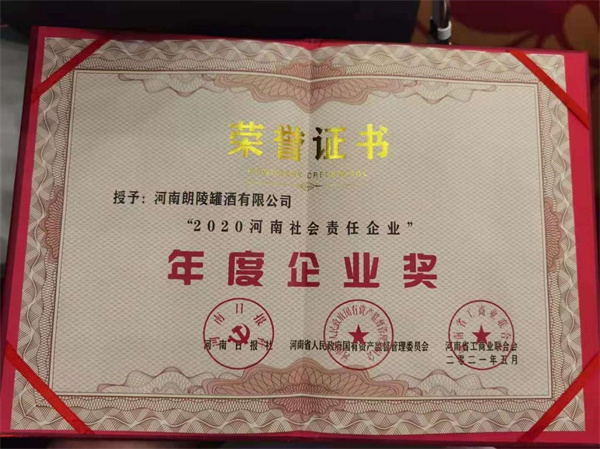 荣誉证书
授予：河南朗陵罐酒有限公司
“2020河南社会责任企业”
年度企业奖
河南日报社 河南省人民政府国有资产监督管理委员会 河南省工商业联合会
二零二一年五月